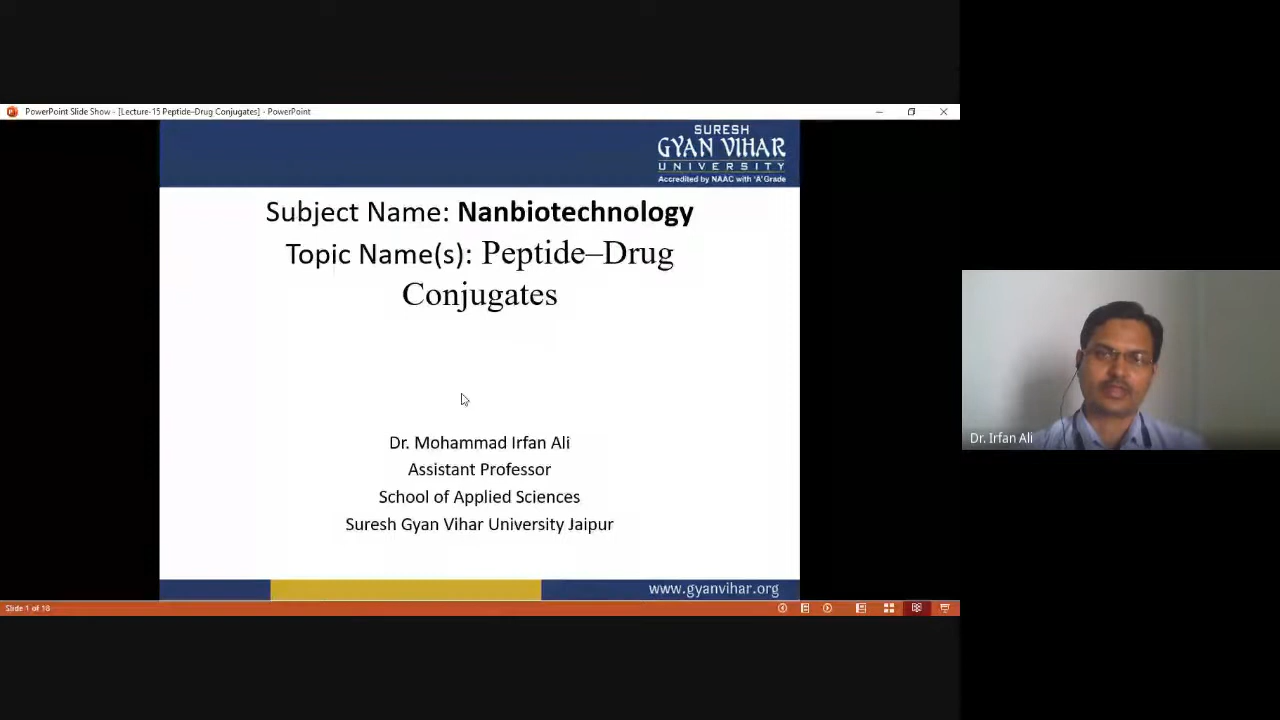 PowerPoint Slide Show - [Lecture-15 Peptide–Drug Conjugates] - PowerPoint
SURESH
GYAN VIHAR
UNIVERSITY
Accredited by NAAC with 'A' Grade
Subject Name: Nanbiotechnology
Topic Name(s): Peptide–Drug
Conjugates
Dr. Mohammad Irfan Ali
Assistant Professor
School of Applied Sciences
Suresh Gyan Vihar University Jaipur
www.gyanvihar.org
Slide 1 of 18
Dr. Irfan Ali